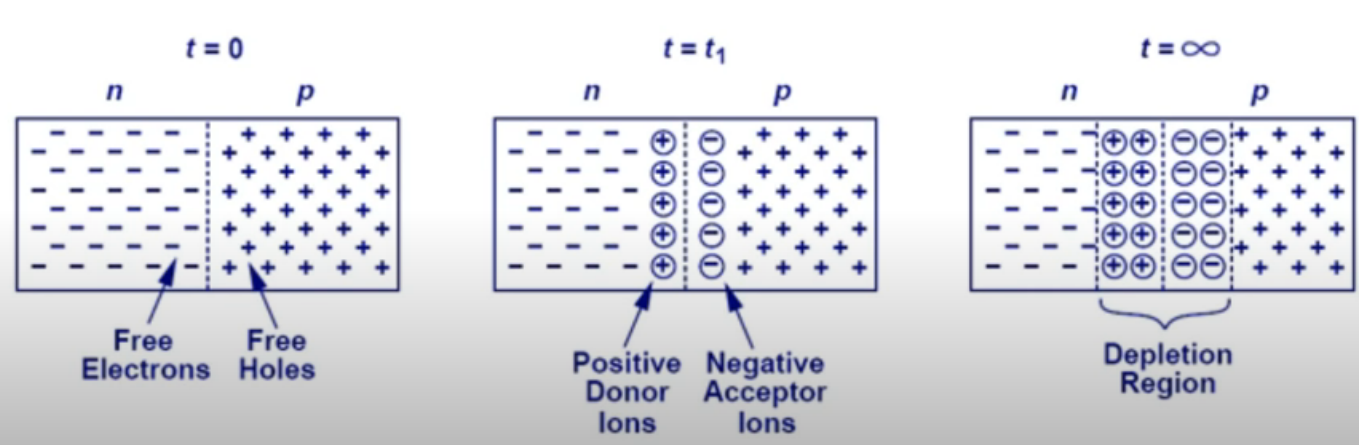 t = 0
n p
Free Electrons
Free Holes
t = t₁
n p
Positive Donor Ions
Negative Acceptor Ions
t = ∞
n p
Depletion Region